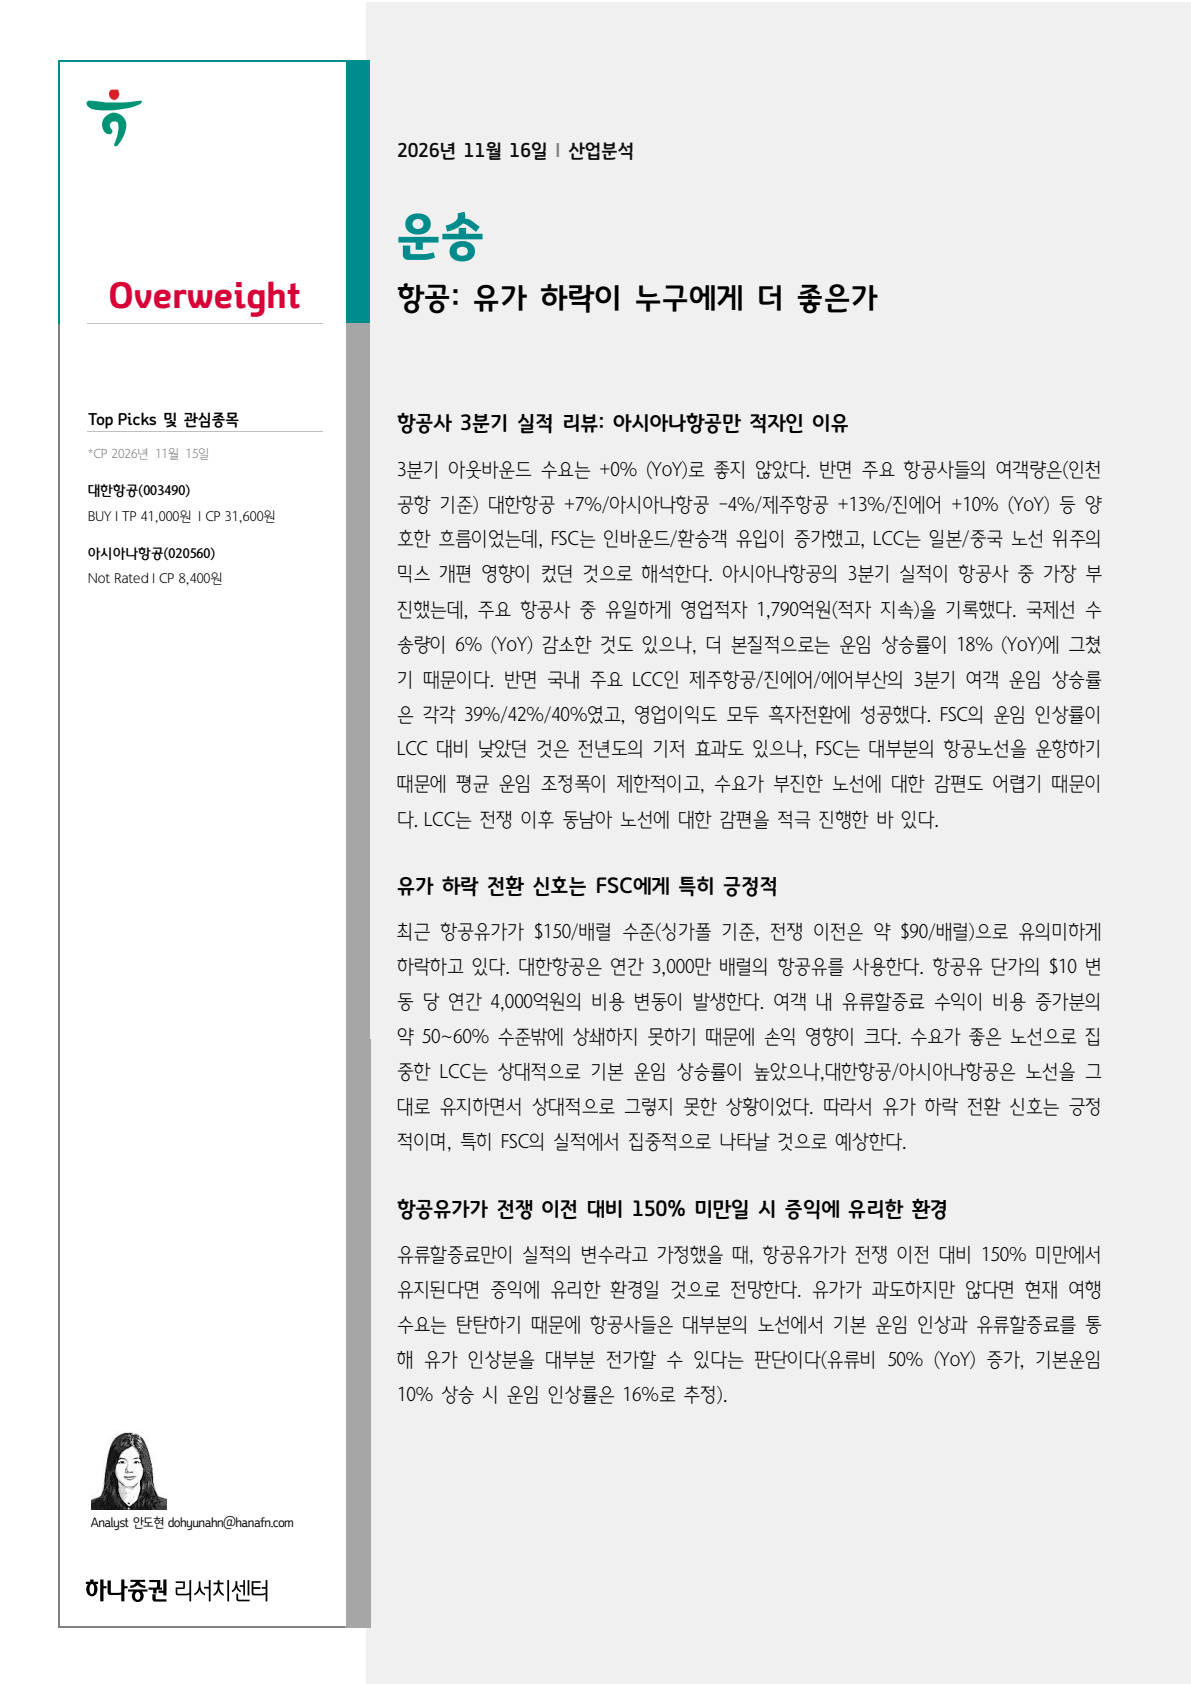 2026년 11월 16일 | 산업분석
운송
항공: 유가 하락이 누구에게 더 좋은가
Overweight
Top Picks 및 관심종목
*CP 2026년 11월 15일
대한항공(003490)
BUY I TP 41,000원 I CP 31,600원
아시아나항공(020560)
Not Rated I CP 8,400원
항공사 3분기 실적 리뷰: 아시아나항공만 적자인 이유
3분기 아웃바운드 수요는 +0% (YoY)로 좋지 않았다. 반면 주요 항공사들의 여객량은(인천
공항 기준) 대한항공 +7%/아시아나항공 -4%/제주항공 +13%/진에어 +10% (YoY) 등 양
호한 흐름이었는데, FSC는 인바운드/환승객 유입이 증가했고, LCC는 일본/중국 노선 위주의
믹스 개편 영향이 컸던 것으로 해석한다. 아시아나항공의 3분기 실적이 항공사 중 가장 부
진했는데, 주요 항공사 중 유일하게 영업적자 1,790억원(적자 지속)을 기록했다. 국제선 수
송량이 6% (YoY) 감소한 것도 있으나, 더 본질적으로는 운임 상승률이 18% (YoY)에 그쳤
기 때문이다. 반면 국내 주요 LCC인 제주항공/진에어/에어부산의 3분기 여객 운임 상승률
은 각각 39%/42%/40%였고, 영업이익도 모두 흑자전환에 성공했다. FSC의 운임 인상률이
LCC 대비 낮았던 것은 전년도의 기저 효과도 있으나, FSC는 대부분의 항공노선을 운항하기
때문에 평균 운임 조정폭이 제한적이고, 수요가 부진한 노선에 대한 감편도 어렵기 때문이
다. LCC는 전쟁 이후 동남아 노선에 대한 감편을 적극 진행한 바 있다.
유가 하락 전환 신호는 FSC에게 특히 긍정적
최근 항공유가가 $150/배럴 수준(싱가폴 기준, 전쟁 이전은 약 $90/배럴)으로 유의미하게
하락하고 있다. 대한항공은 연간 3,000만 배럴의 항공유를 사용한다. 항공유 단가의 $10 변
동 당 연간 4,000억원의 비용 변동이 발생한다. 여객 내 유류할증료 수익이 비용 증가분의
약 50~60% 수준밖에 상쇄하지 못하기 때문에 손익 영향이 크다. 수요가 좋은 노선으로 집
중한 LCC는 상대적으로 기본 운임 상승률이 높았으나,대한항공/아시아나항공은 노선을 그
대로 유지하면서 상대적으로 그렇지 못한 상황이었다. 따라서 유가 하락 전환 신호는 긍정
적이며, 특히 FSC의 실적에서 집중적으로 나타날 것으로 예상한다.
항공유가가 전쟁 이전 대비 150% 미만일 시 증익에 유리한 환경
유류할증료만이 실적의 변수라고 가정했을 때, 항공유가가 전쟁 이전 대비 150% 미만에서
유지된다면 증익에 유리한 환경일 것으로 전망한다. 유가가 과도하지만 않다면 현재 여행
수요는 탄탄하기 때문에 항공사들은 대부분의 노선에서 기본 운임 인상과 유류할증료를 통
해 유가 인상분을 대부분 전가할 수 있다는 판단이다(유류비 50% (YoY) 증가, 기본운임
10% 상승 시 운임 인상률은 16%로 추정).
Analyst 안도현 dohyunahn@hanafn.com
하나증권 리서치센터